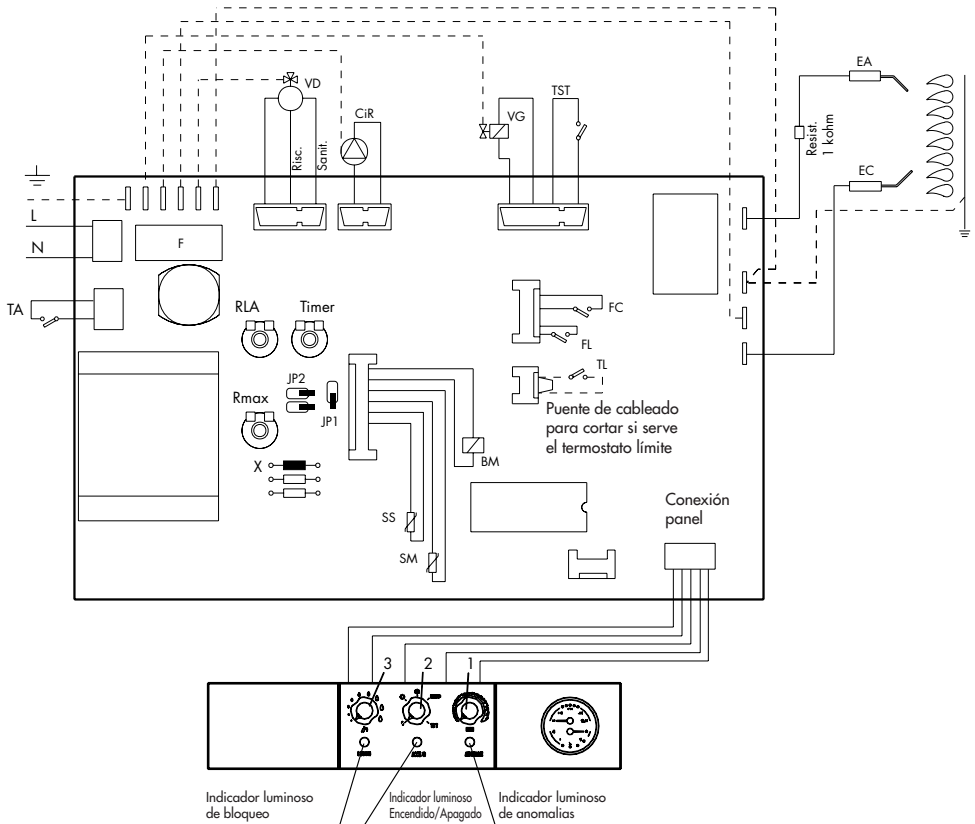 EA
VD
TST
CiR
VG
Resist.
1 kohm
Risc.
Sanit.
EC
L
N
F
TA
RLA
Timer
FC
FL
JP2
TL
Rmax
JP1
Puente de cableado
para cortar si serve
el termostato límite
BM
X
Conexión
panel
SS
SM
3
2
1
Indicador luminoso
de bloqueo
Indicador luminoso
Encendido/Apagado
Indicador luminoso
de anomalias